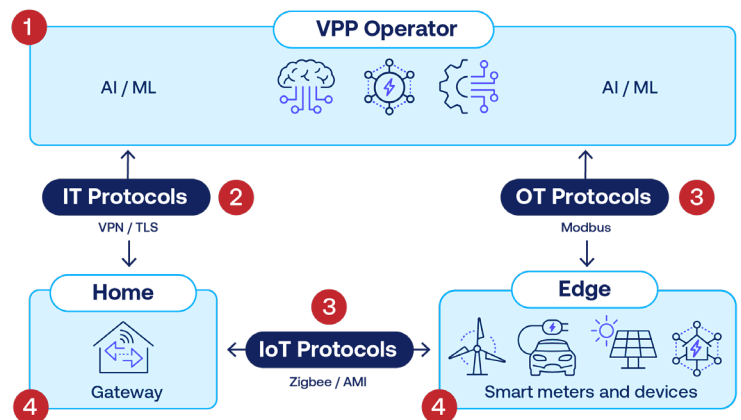 1
VPP Operator
AI / ML
AI / ML
IT Protocols
2
VPN / TLS
OT Protocols
3
Modbus
Home
Gateway
4
3
IoT Protocols
Zigbee / AMI
Edge
Smart meters and devices
4